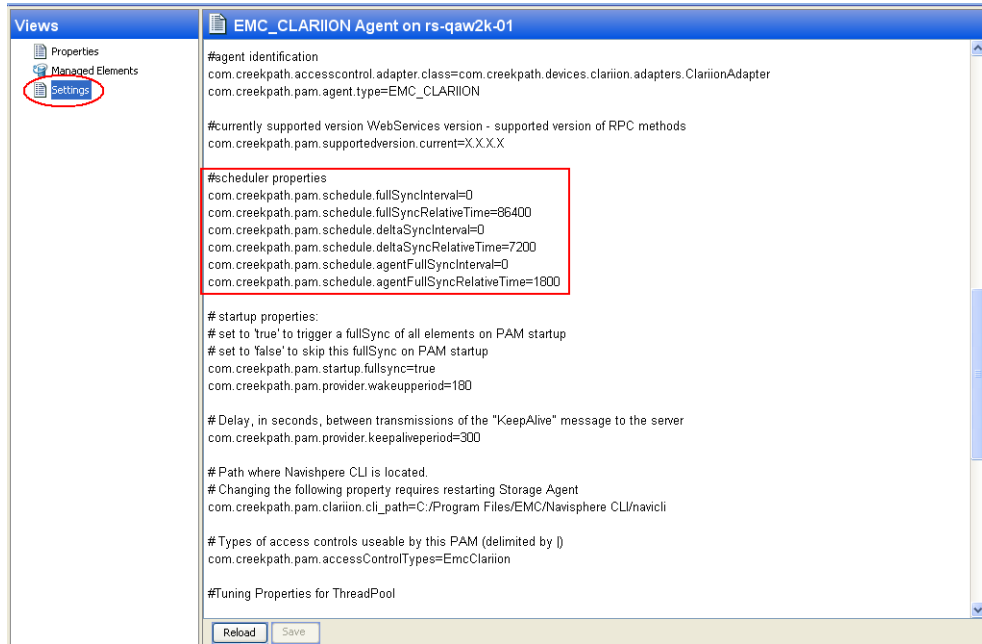 Views
Properties
Managed Elements
Settings
EMC_CLARIION Agent on rs-qaw2k-01
#agent identification
com.creekpath.accesscontrol.adapter.class=com.creekpath.devices.clariion.adapters.ClariionAdapter
com.creekpath.pam.agent.type=EMC_CLARIION
#currently supported version WebServices version - supported version of RPC methods
com.creekpath.pam.supportedversion.current=X.X.X.X
#scheduler properties
com.creekpath.pam.schedule.fullSyncInterval=0
com.creekpath.pam.schedule.fullSyncRelativeTime=86400
com.creekpath.pam.schedule.deltaSyncInterval=0
com.creekpath.pam.schedule.deltaSyncRelativeTime=7200
com.creekpath.pam.schedule.agentFullSyncInterval=0
com.creekpath.pam.schedule.agentFullSyncRelativeTime=1800
# startup properties:
# set to 'true' to trigger a fullSync of all elements on PAM startup
# set to 'false' to skip this fullSync on PAM startup
com.creekpath.pam.startup.fullsync=true
com.creekpath.pam.provider.wakeupperiod=180
# Delay, in seconds, between transmissions of the "KeepAlive" message to the server
com.creekpath.pam.provider.keepaliveperiod=300
# Path where Navishpere CLI is located.
# Changing the following property requires restarting Storage Agent
com.creekpath.pam.clariion.cli_path=C:/Program Files/EMC/Navisphere CLI/navicli
# Types of access controls useable by this PAM (delimited by |)
com.creekpath.pam.accessControlTypes=EmcClariion
#Tuning Properties for ThreadPool
Reload
Save